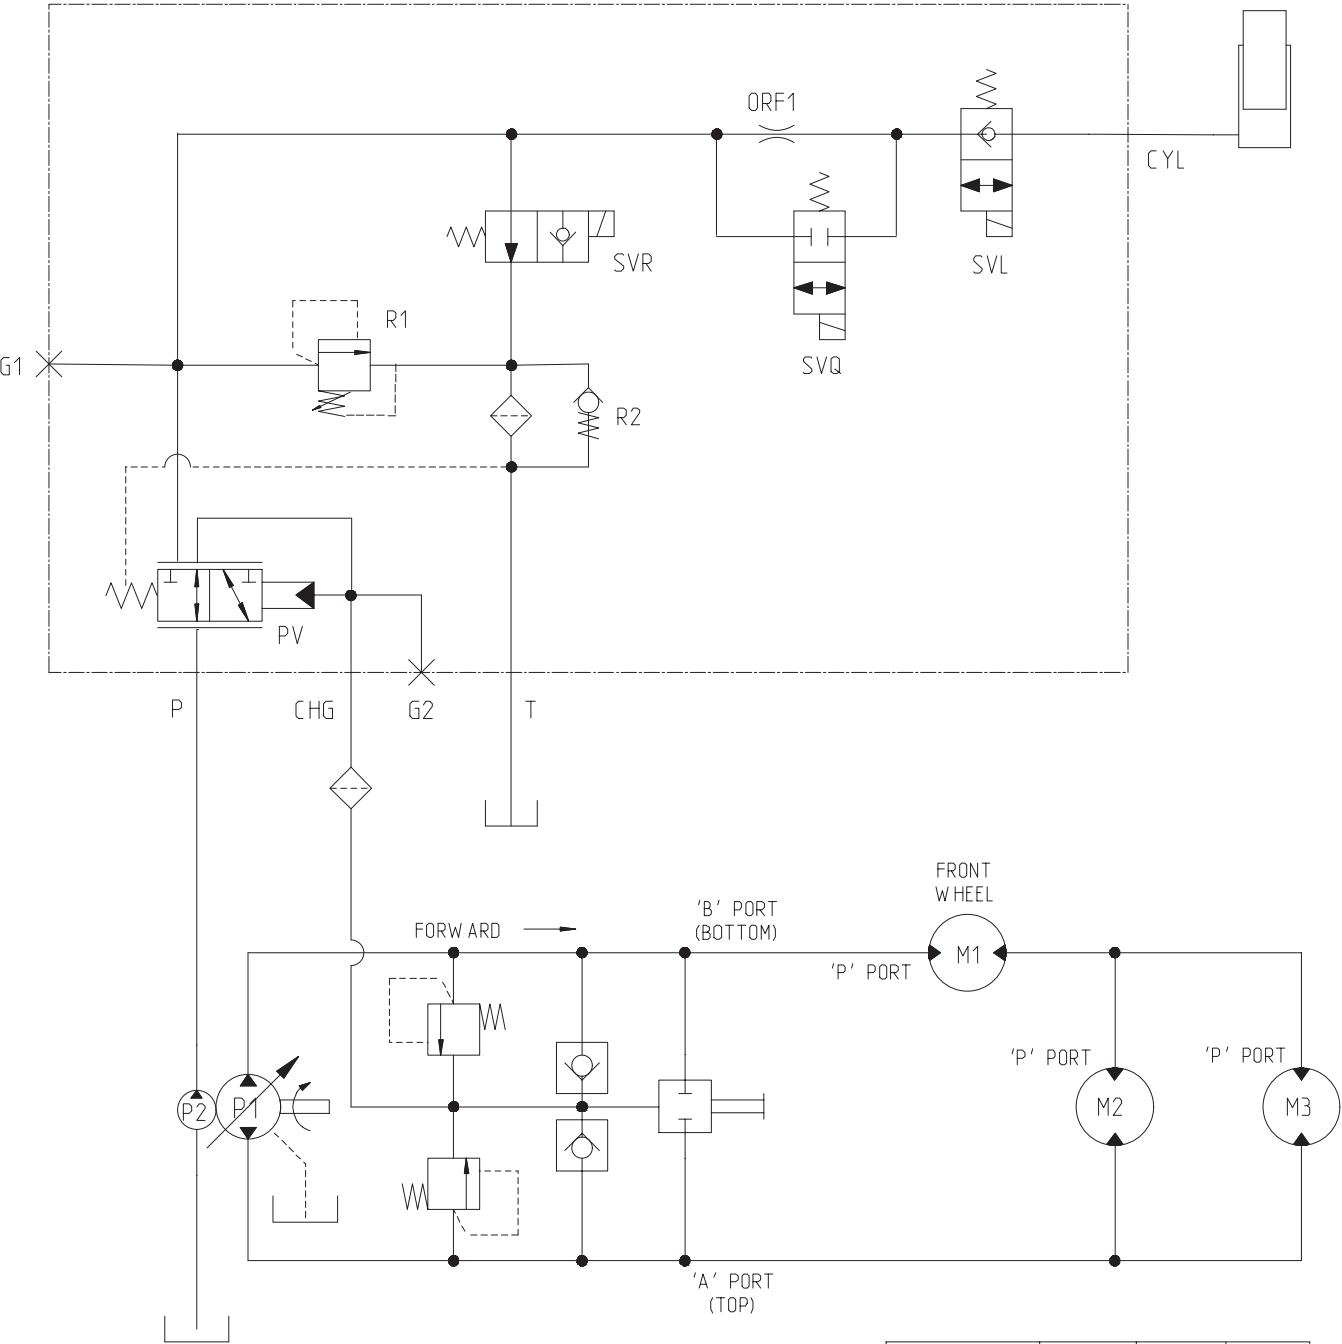 ORF1
CYL
SVR
SVL
R1
SVQ
G1
R2
PV
P
CHG
G2
T
FRONT
WHEEL
'B' PORT
(BOTTOM)
FORWARD
M1
'P' PORT
'P' PORT
'P' PORT
P2
P1
M2
M3
'A' PORT
(TOP)